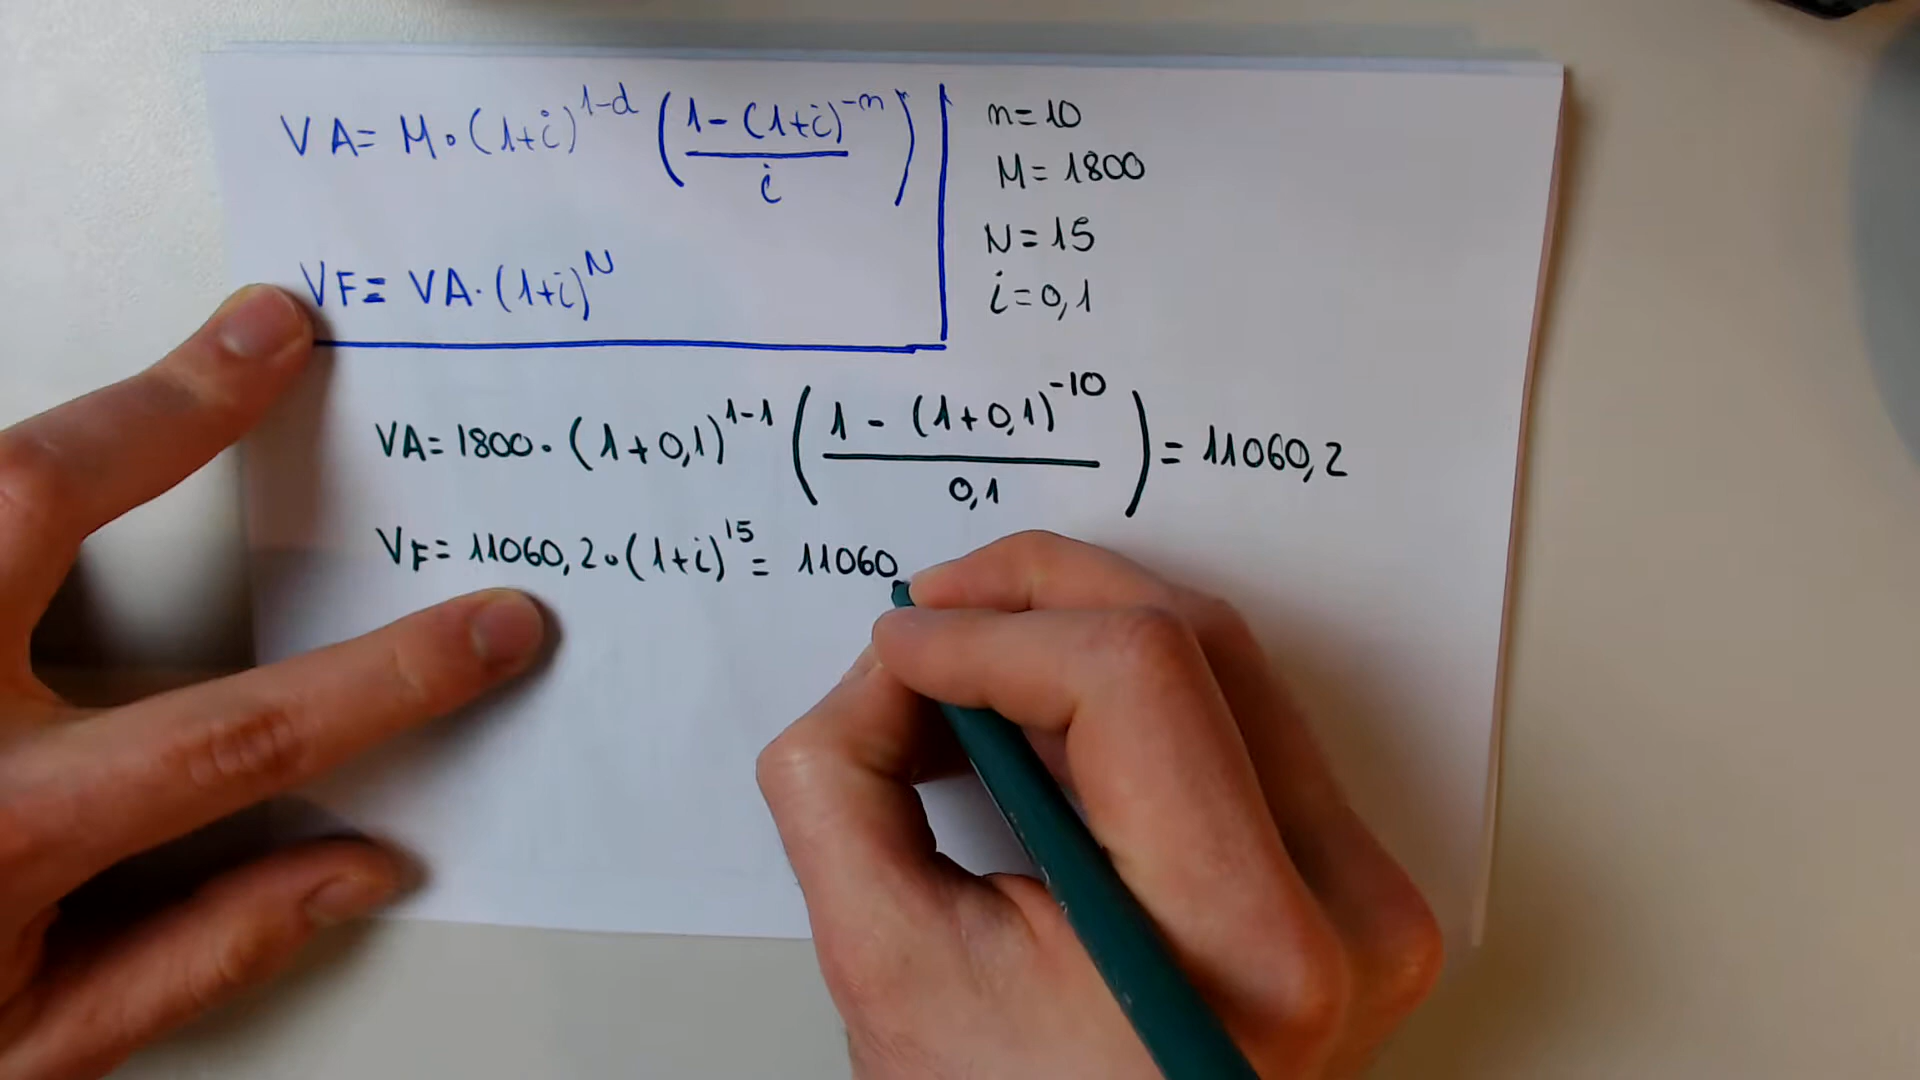 VA= M·(1+i)^1-d (1-(1+i)^-n / i)
VF= VA·(1+i)^N
n=10
M=1800
N=15
i=0,1
VA=1800·(1+0,1)^1-1 (1-(1+0,1)^-10 / 0,1)= 11060,2
VF= 11060,2·(1+i)^15= 11060